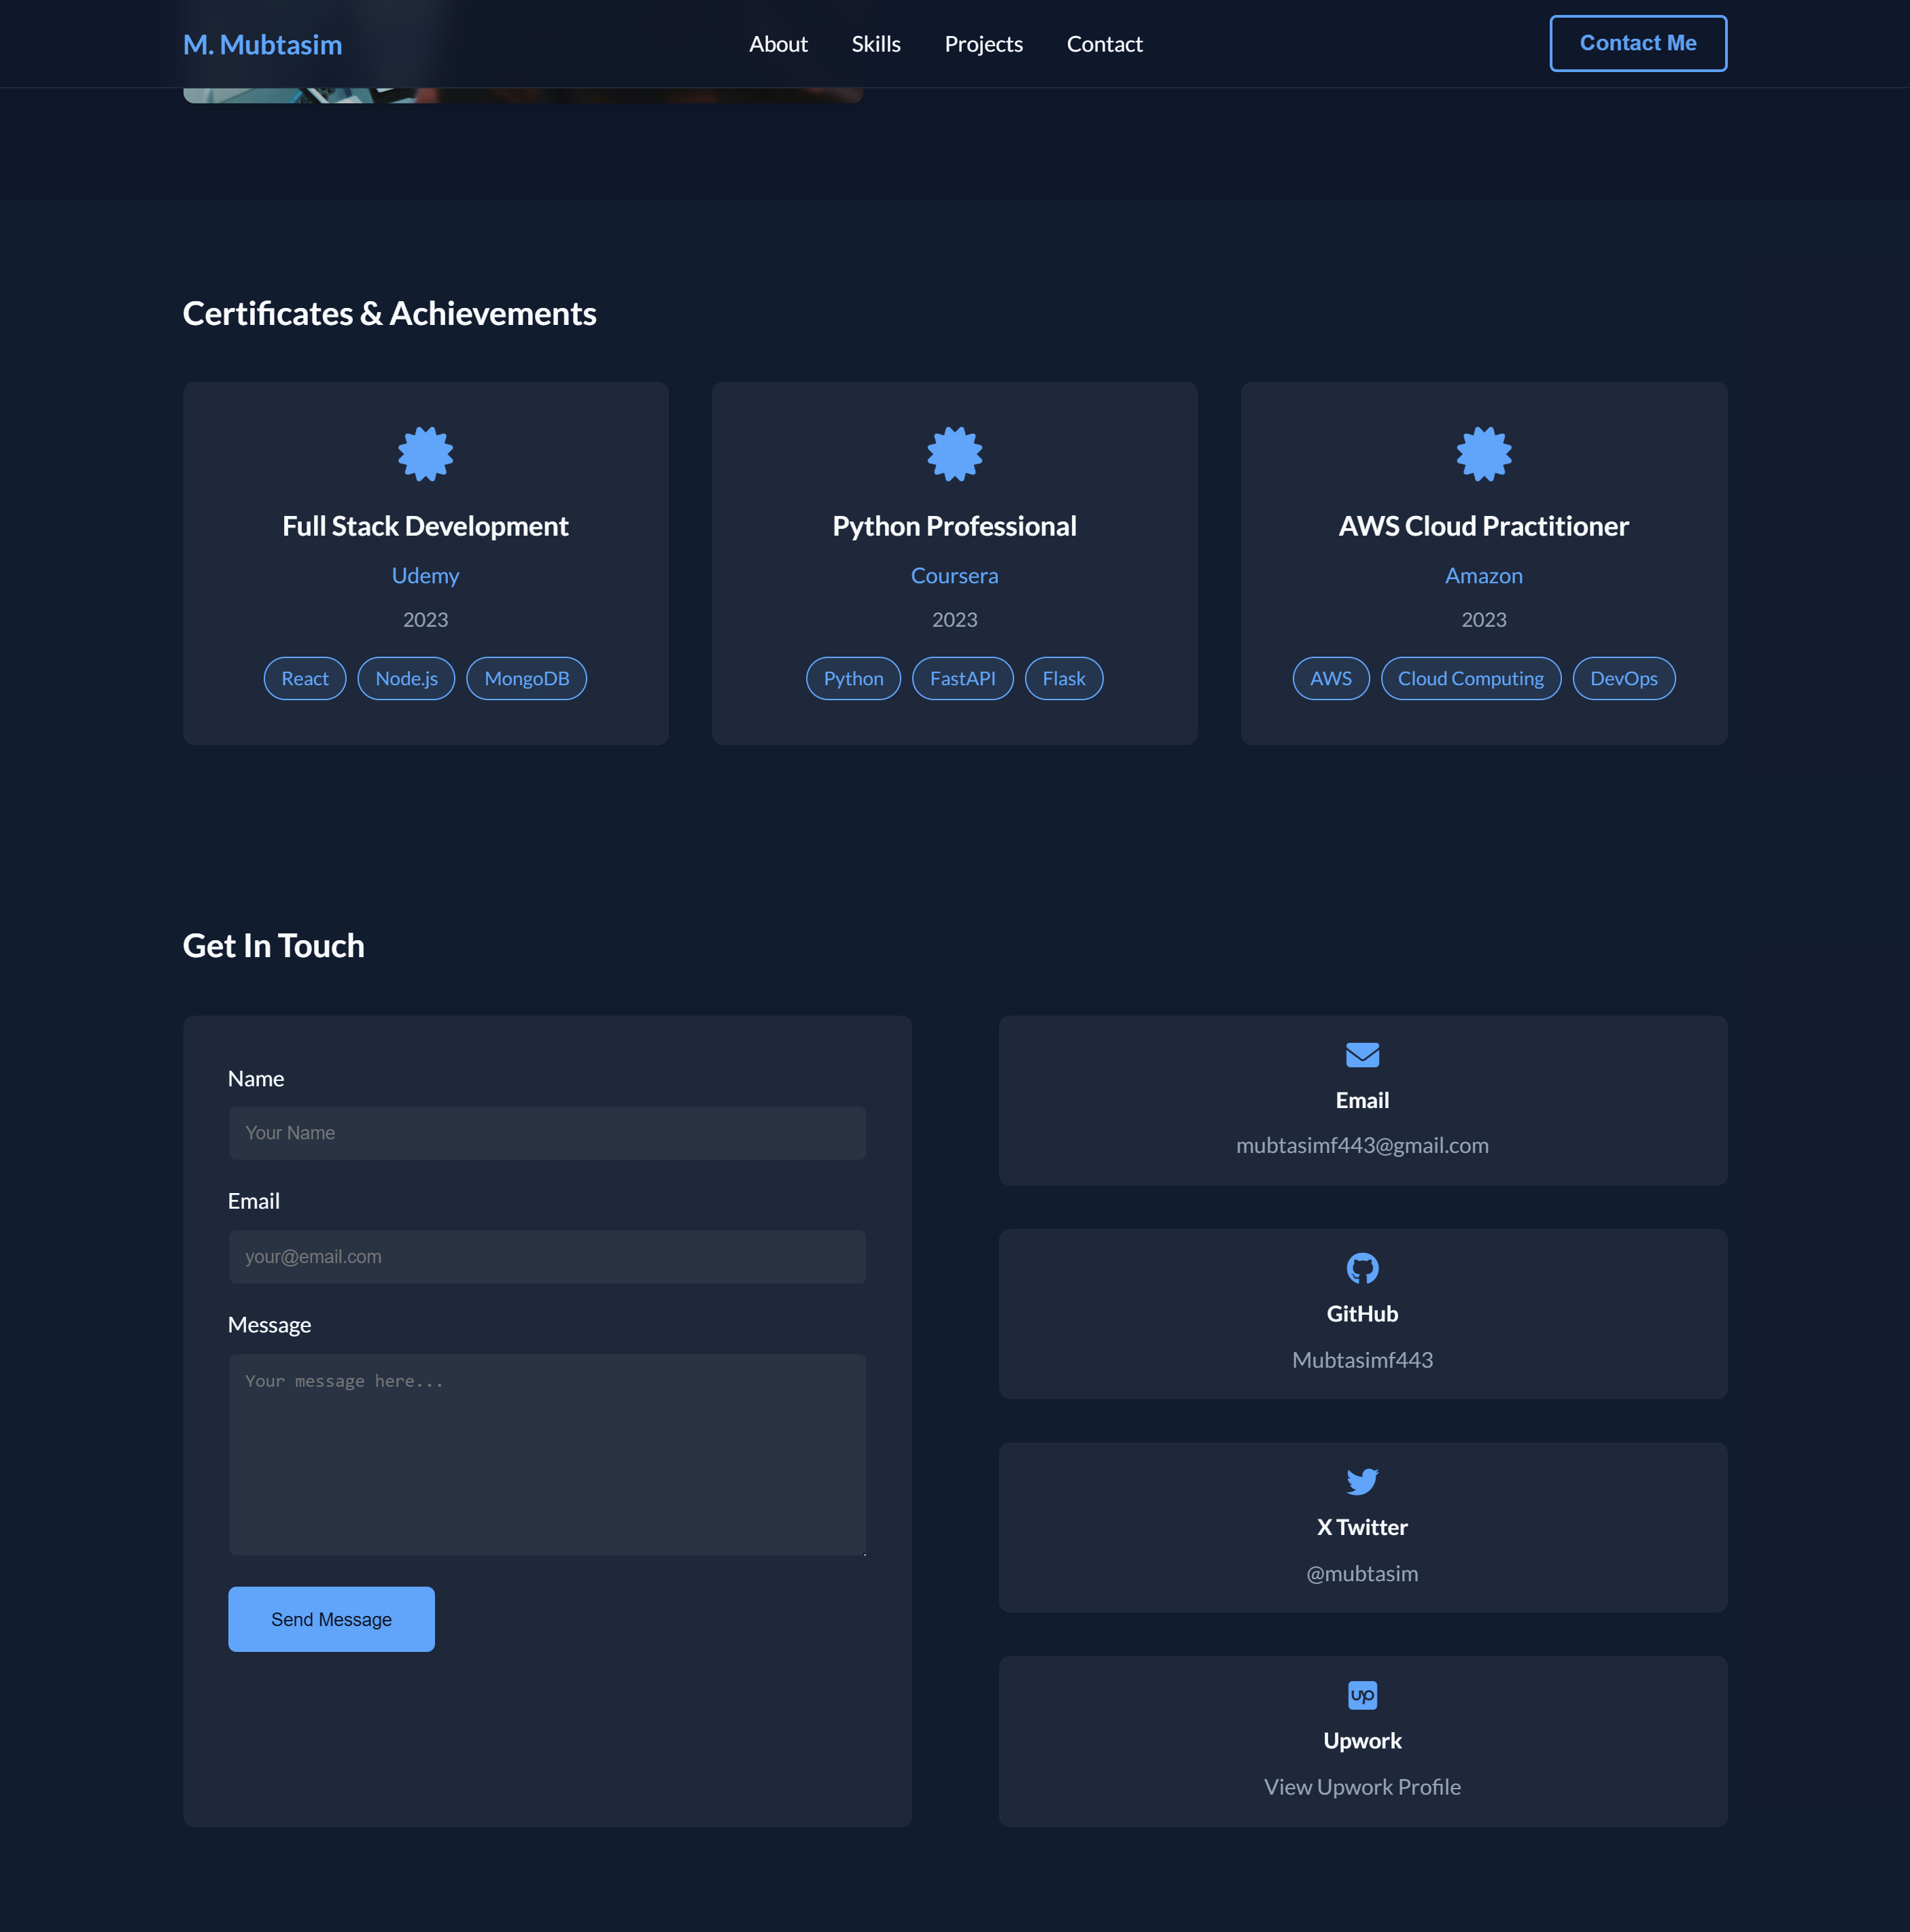 M. Mubtasim
About
Skills
Projects
Contact
Contact Me
Certificates & Achievements
Full Stack Development
Udemy
2023
React
Node.js
MongoDB
Python Professional
Coursera
2023
Python
FastAPI
Flask
AWS Cloud Practitioner
Amazon
2023
AWS
Cloud Computing
DevOps
Get In Touch
Name
Your Name
Email
your@email.com
Message
Your message here...
Send Message
Email
mubtasimf443@gmail.com
GitHub
Mubtasimf443
X Twitter
@mubtasim
up
Upwork
View Upwork Profile